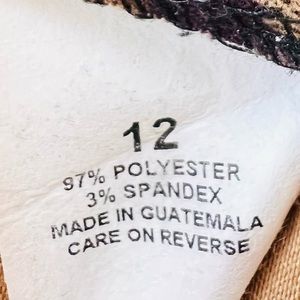 12
97% POLYESTER
3% SPANDEX
MADE IN GUATEMALA
CARE ON REVERSE